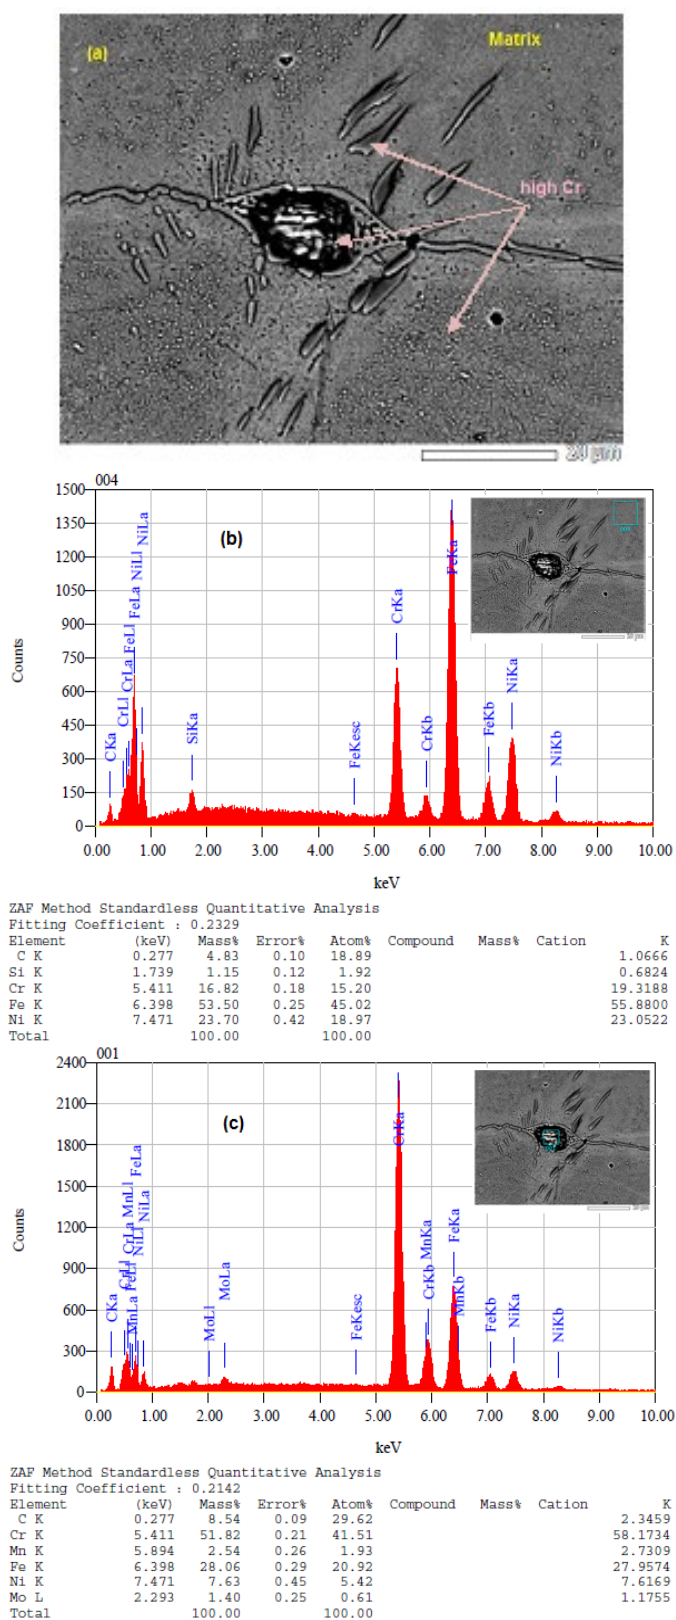 (a)
Matrix
high Cr
20 µm
004
1500
1350
1200
1050
900
750
600
450
300
150
0
Counts
(b)
CKa
CrLl
CrLa
FeLl
FeLa
NiLl
NiLa
SiKa
FeKesc
CrKa
CrKb
FeKa
FeKb
NiKa
NiKb
0.00 1.00 2.00 3.00 4.00 5.00 6.00 7.00 8.00 9.00 10.00
keV
ZAF Method Standardless Quantitative Analysis
Fitting Coefficient : 0.2329
Element (keV) Mass% Error% Atom% Compound Mass% Cation K
C K 0.277 4.83 0.10 18.89 1.0666
Si K 1.739 1.15 0.12 1.92 0.6824
Cr K 5.411 16.82 0.18 15.20 19.3188
Fe K 6.398 53.50 0.25 45.02 55.8800
Ni K 7.471 23.70 0.42 18.97 23.0522
Total 100.00 100.00
001
2400
2100
1800
1500
1200
900
600
300
0
Counts
(c)
CKa
CrLl
CrLa
MnLl
MnLa
FeLl
FeLa
NiLl
NiLa
MoLl
MoLa
FeKesc
CrKa
CrKb
MnKa
FeKa
MnKb
FeKb
NiKa
NiKb
0.00 1.00 2.00 3.00 4.00 5.00 6.00 7.00 8.00 9.00 10.00
keV
ZAF Method Standardless Quantitative Analysis
Fitting Coefficient : 0.2142
Element (keV) Mass% Error% Atom% Compound Mass% Cation K
C K 0.277 8.54 0.09 29.62 2.3459
Cr K 5.411 51.82 0.21 41.51 58.1734
Mn K 5.894 2.54 0.26 1.93 2.7309
Fe K 6.398 28.06 0.29 20.92 27.9574
Ni K 7.471 7.63 0.45 5.42 7.6169
Mo L 2.293 1.40 0.25 0.61 1.1755
Total 100.00 100.00